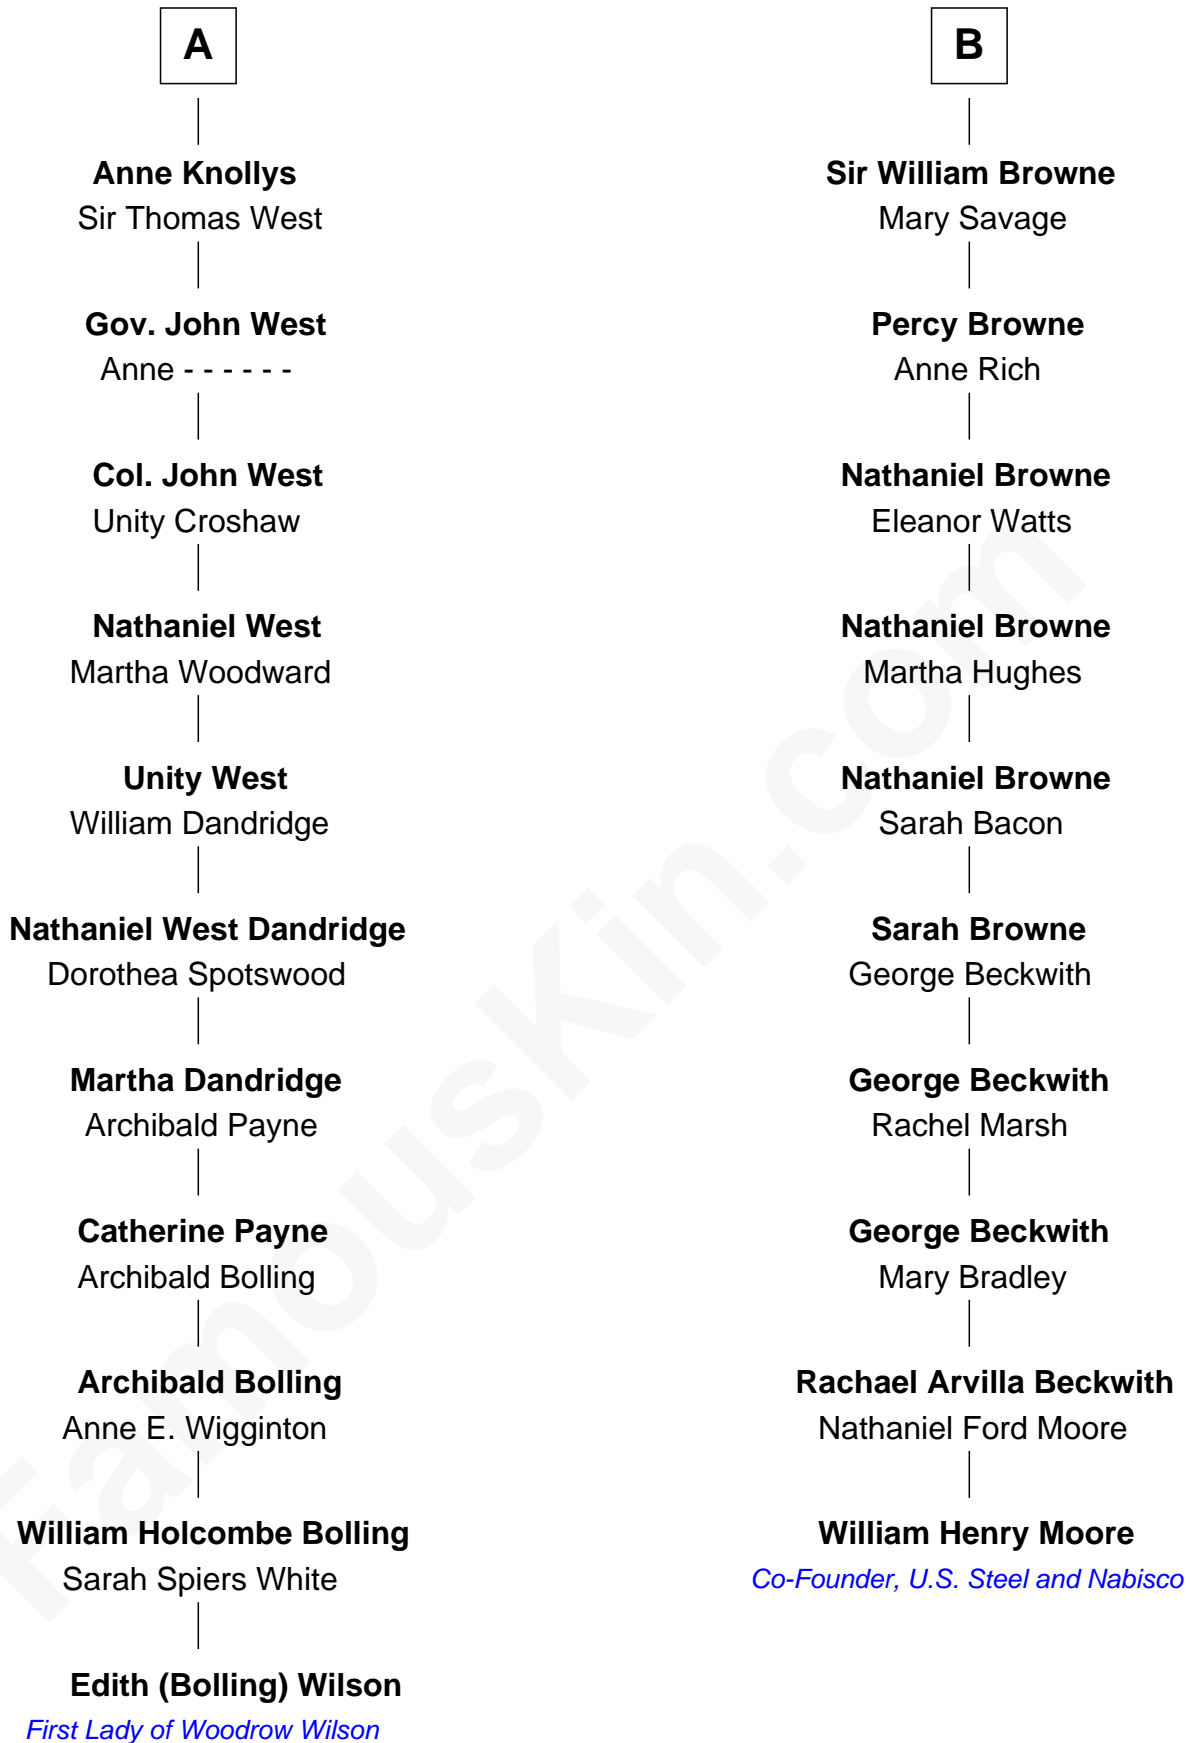 A
Anne Knollys
Sir Thomas West
Gov. John West
Anne - - - - - -
Col. John West
Unity Croshaw
Nathaniel West
Martha Woodward
Unity West
William Dandridge
Nathaniel West Dandridge
Dorothea Spotswood
Martha Dandridge
Archibald Payne
Catherine Payne
Archibald Bolling
Archibald Bolling
Anne E. Wigginton
William Holcombe Bolling
Sarah Spiers White
Edith (Bolling) Wilson
First Lady of Woodrow Wilson
B
Sir William Browne
Mary Savage
Percy Browne
Anne Rich
Nathaniel Browne
Eleanor Watts
Nathaniel Browne
Martha Hughes
Nathaniel Browne
Sarah Bacon
Sarah Browne
George Beckwith
George Beckwith
Rachel Marsh
George Beckwith
Mary Bradley
Rachael Arvilla Beckwith
Nathaniel Ford Moore
William Henry Moore
Co-Founder, U.S. Steel and Nabisco
FamousKin.com